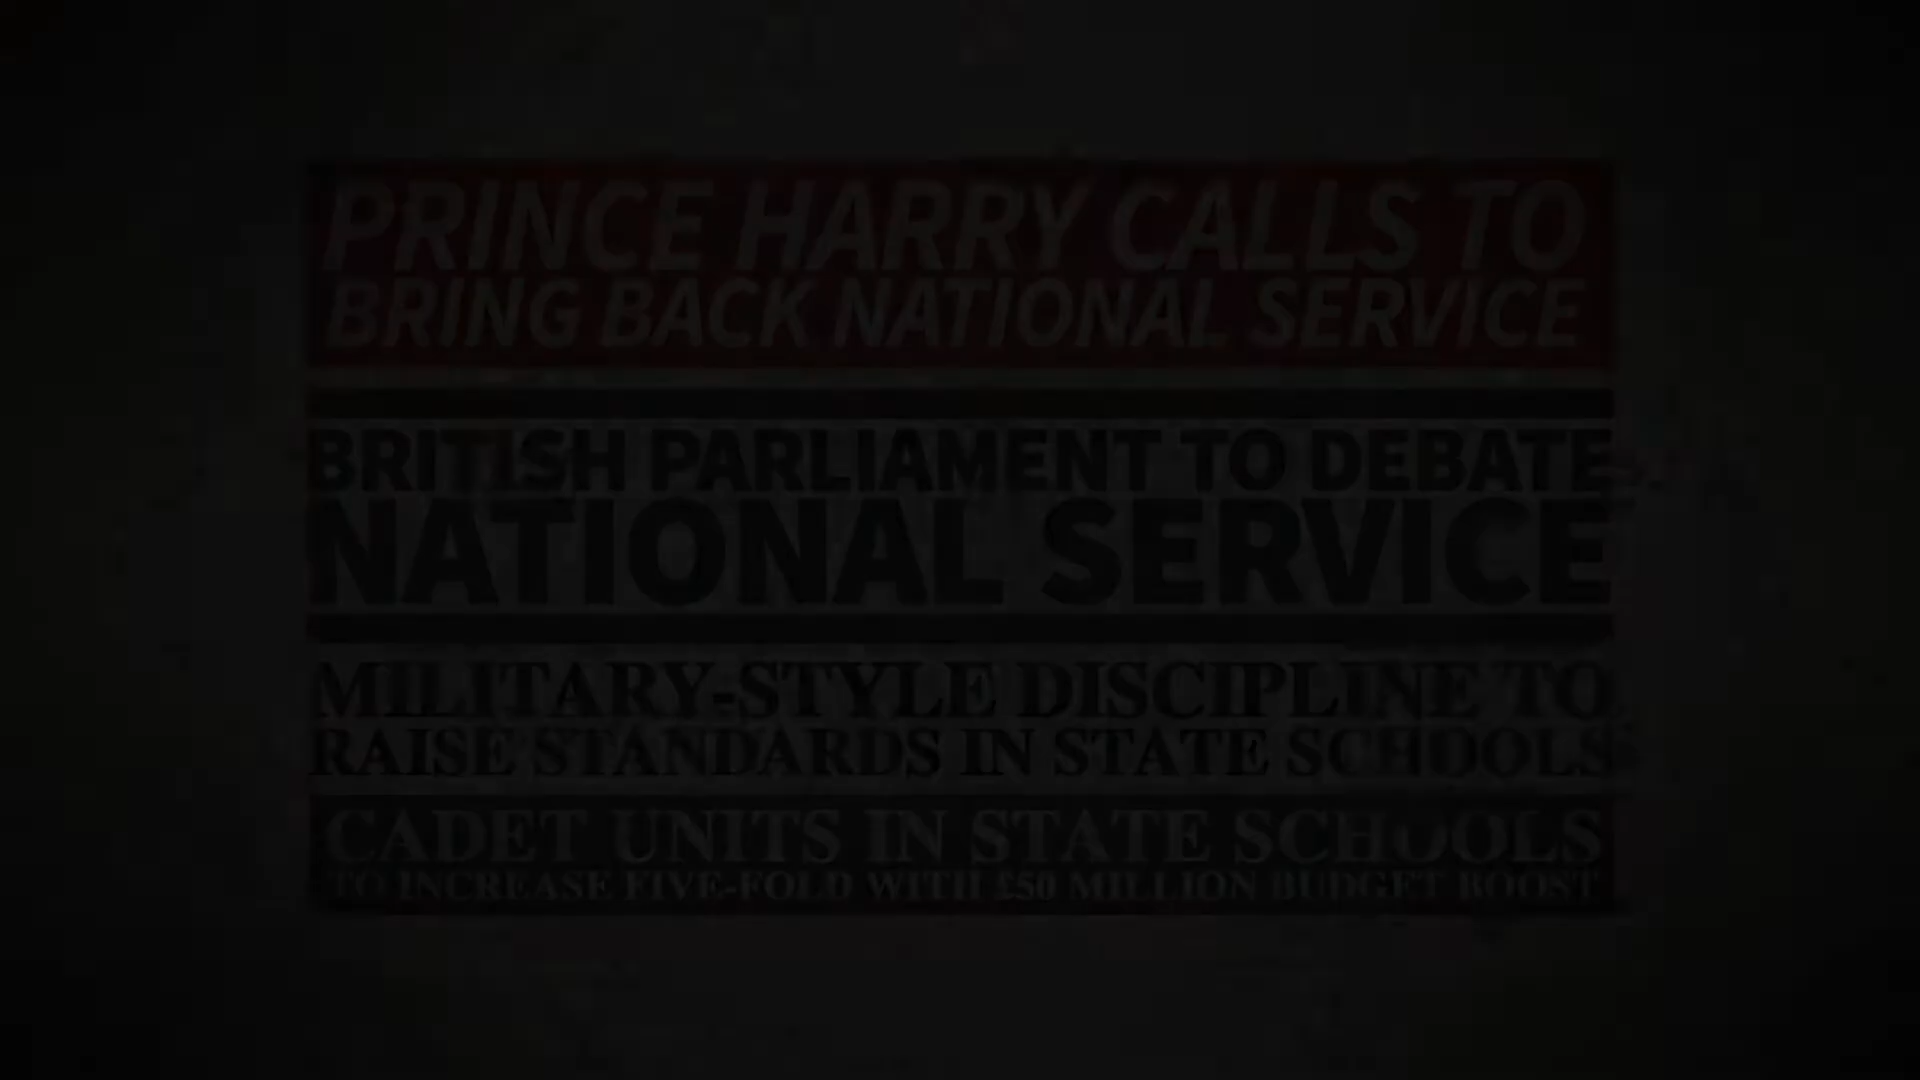 PRINCE HARRY CALLS TO
BRING BACK NATIONAL SERVICE
BRITISH PARLIAMENT TO DEBATE
NATIONAL SERVICE
MILITARY-STYLE DISCIPLINE TO
RAISE STANDARDS IN STATE SCHOOLS
CADET UNITS IN STATE SCHOOLS
TO INCREASE FIVE-FOLD WITH £50 MILLION BUDGET BOOST